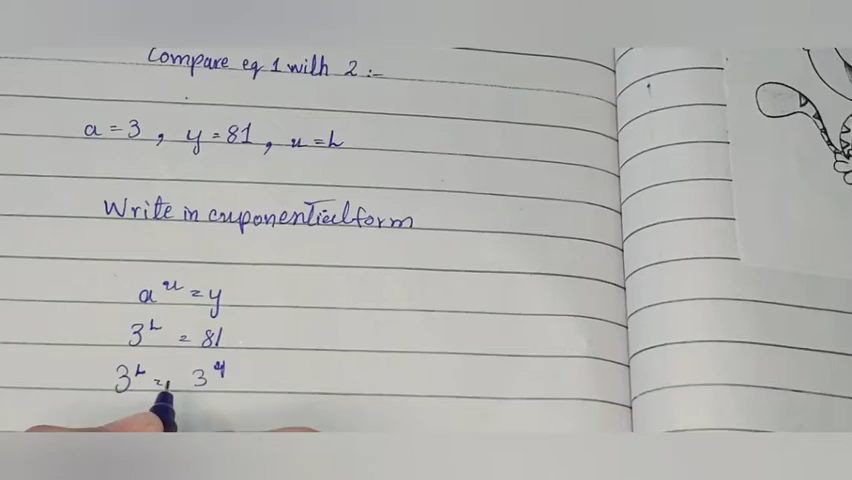 Compare eq 1 with 2 :-
a = 3 , y = 81 , x = L
Write in exponential form
a^x = y
3^L = 81
3^L = 3^4